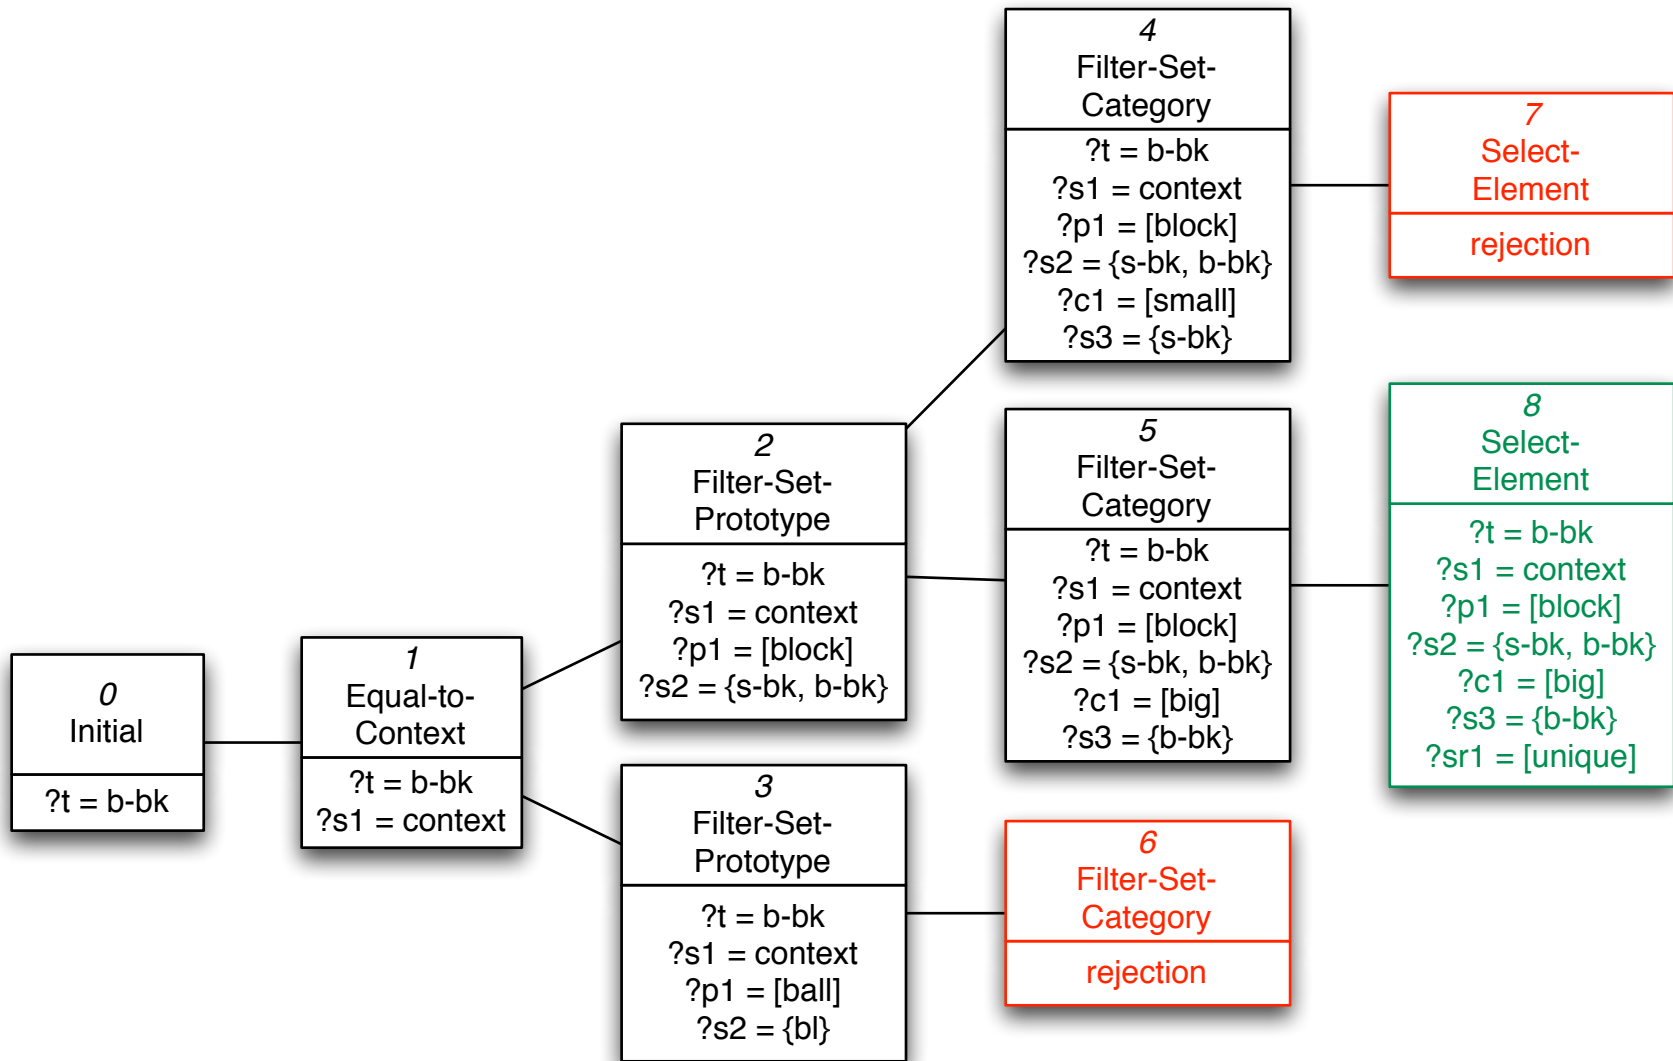 0
Initial
?t = b-bk
1
Equal-to-
Context
?t = b-bk
?s1 = context
2
Filter-Set-
Prototype
?t = b-bk
?s1 = context
?p1 = [block]
?s2 = {s-bk, b-bk}
3
Filter-Set-
Prototype
?t = b-bk
?s1 = context
?p1 = [ball]
?s2 = {bl}
4
Filter-Set-
Category
?t = b-bk
?s1 = context
?p1 = [block]
?s2 = {s-bk, b-bk}
?c1 = [small]
?s3 = {s-bk}
5
Filter-Set-
Category
?t = b-bk
?s1 = context
?p1 = [block]
?s2 = {s-bk, b-bk}
?c1 = [big]
?s3 = {b-bk}
6
Filter-Set-
Category
rejection
7
Select-
Element
rejection
8
Select-
Element
?t = b-bk
?s1 = context
?p1 = [block]
?s2 = {s-bk, b-bk}
?c1 = [big]
?s3 = {b-bk}
?sr1 = [unique]